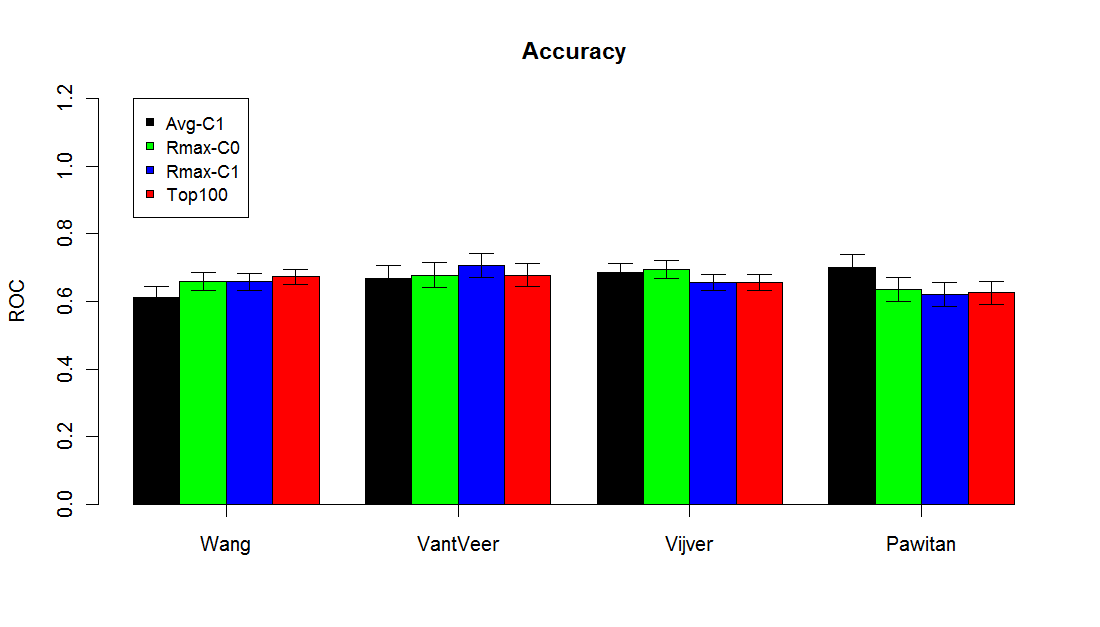 Accuracy
1.2
1.0
0.8
0.6
0.4
0.2
0.0
ROC
Avg-C1
Rmax-C0
Rmax-C1
Top100
Wang
VantVeer
Vijver
Pawitan